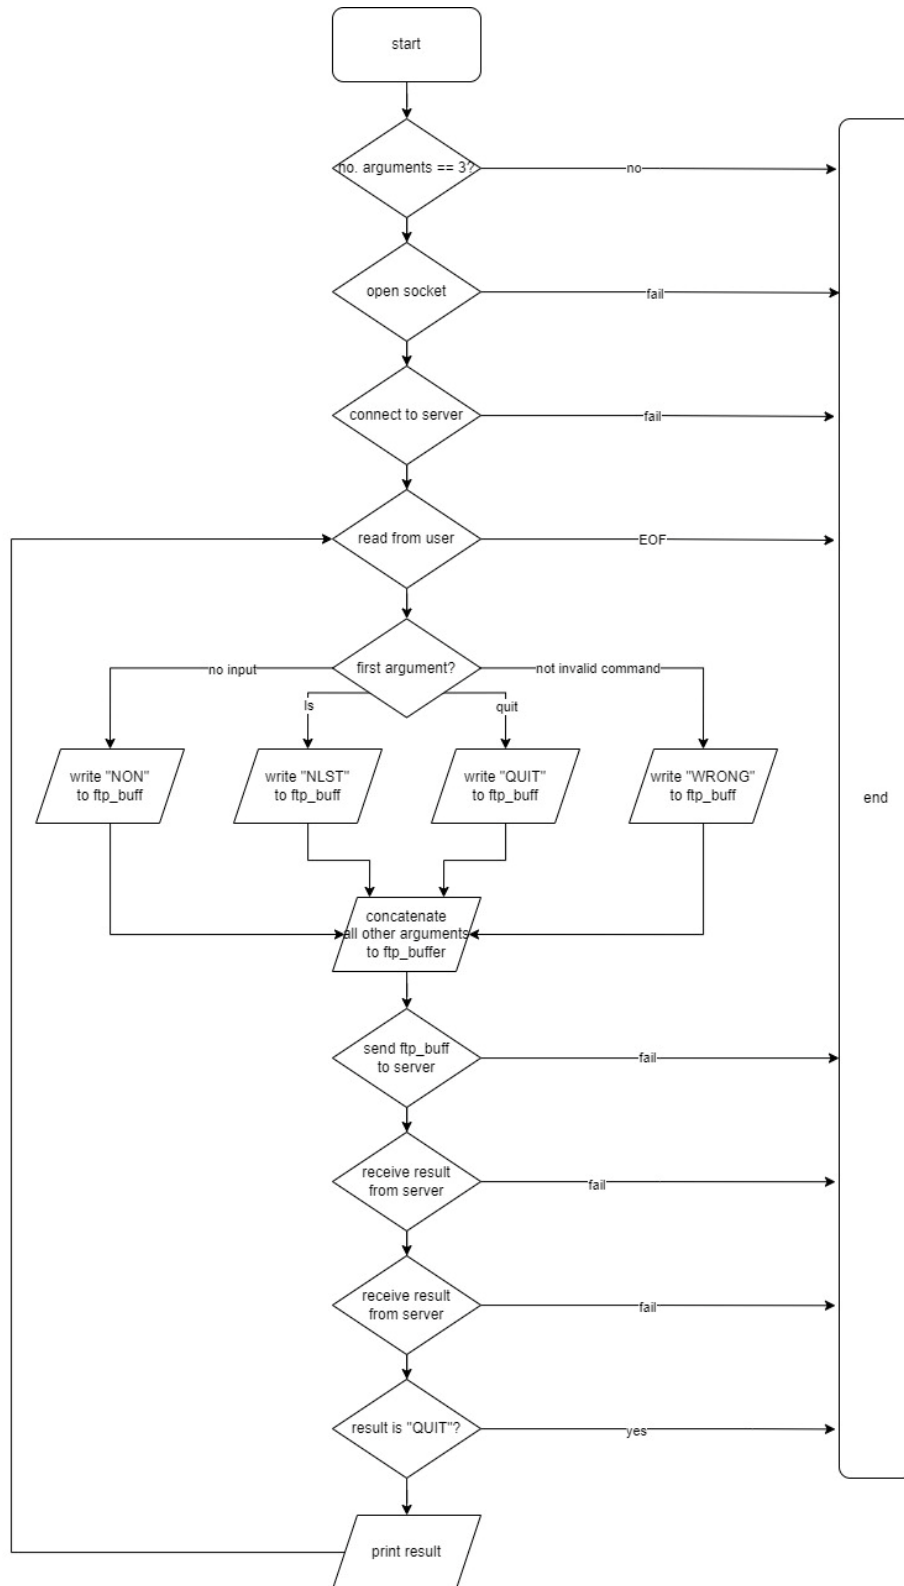 start
no. arguments == 3?
no
open socket
fail
connect to server
fail
read from user
EOF
first argument?
no input
not invalid command
ls
quit
write "NON"
to ftp_buff
write "NLST"
to ftp_buff
write "QUIT"
to ftp_buff
write "WRONG"
to ftp_buff
end
concatenate
all other arguments
to ftp_buffer
send ftp_buff
to server
fail
receive result
from server
fail
receive result
from server
fail
result is "QUIT"?
yes
print result